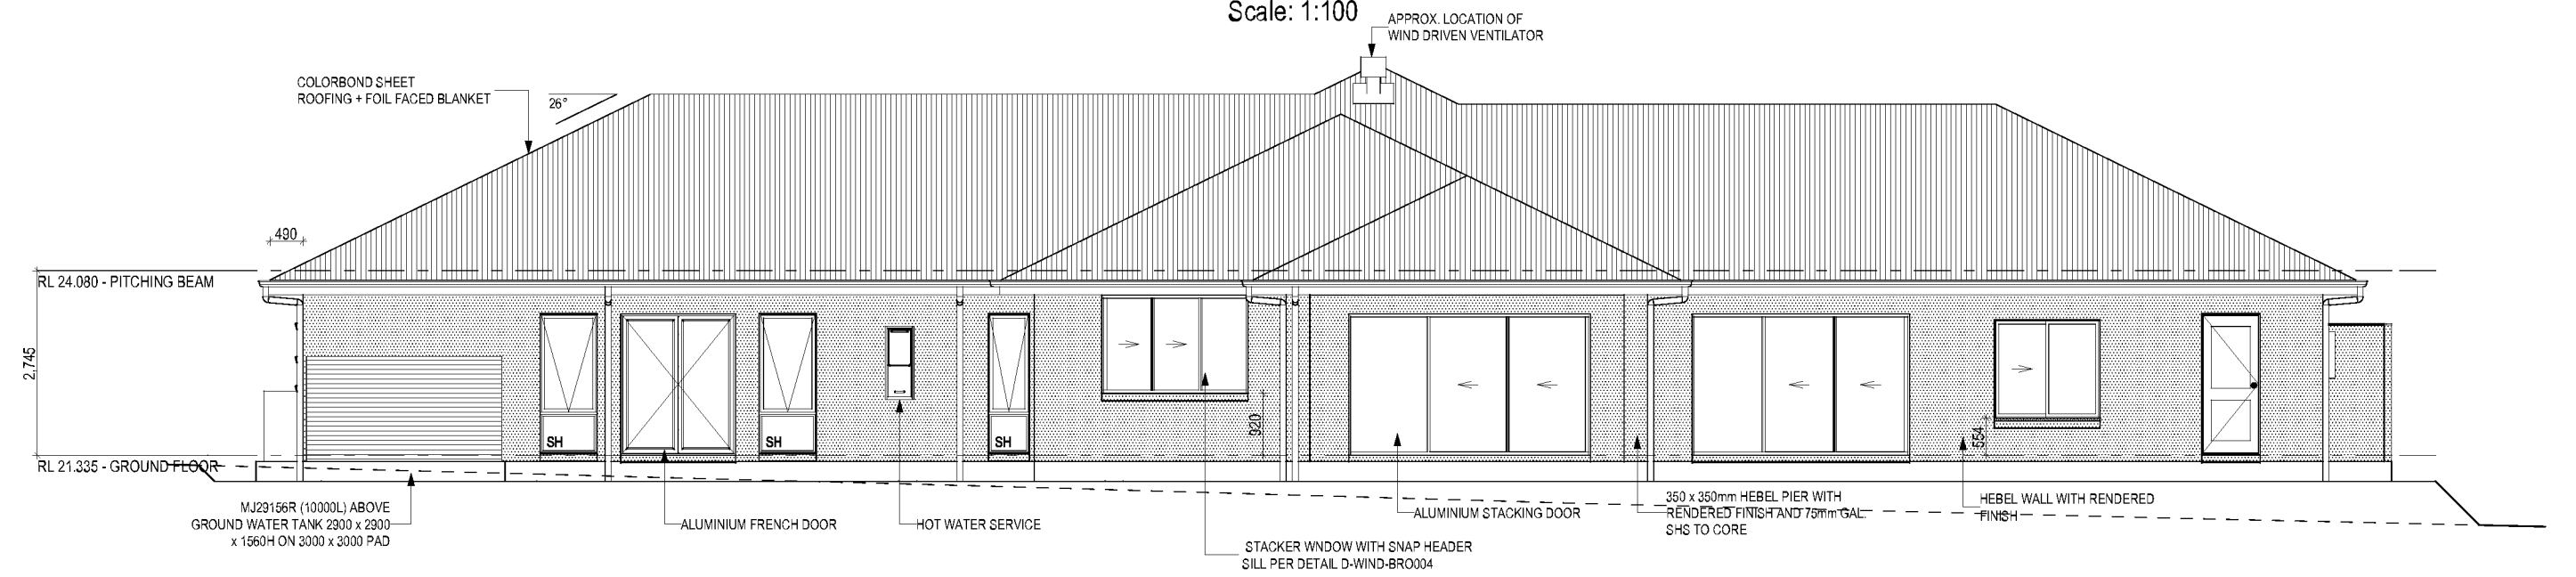 Scale: 1:100
APPROX. LOCATION OF
WIND DRIVEN VENTILATOR
COLORBOND SHEET
ROOFING + FOIL FACED BLANKET
26°
490
RL 24.080 - PITCHING BEAM
2,745
SH
SH
SH
920
554
RL 21.335 - GROUND FLOOR
MJ29156R (10000L) ABOVE
GROUND WATER TANK 2900 x 2900
x 1560H ON 3000 x 3000 PAD
ALUMINIUM FRENCH DOOR
HOT WATER SERVICE
STACKER WNDOW WITH SNAP HEADER
SILL PER DETAIL D-WIND-BRO004
ALUMINIUM STACKING DOOR
350 x 350mm HEBEL PIER WITH
RENDERED FINISH AND 75mm GAL.
SHS TO CORE
HEBEL WALL WITH RENDERED
FINISH